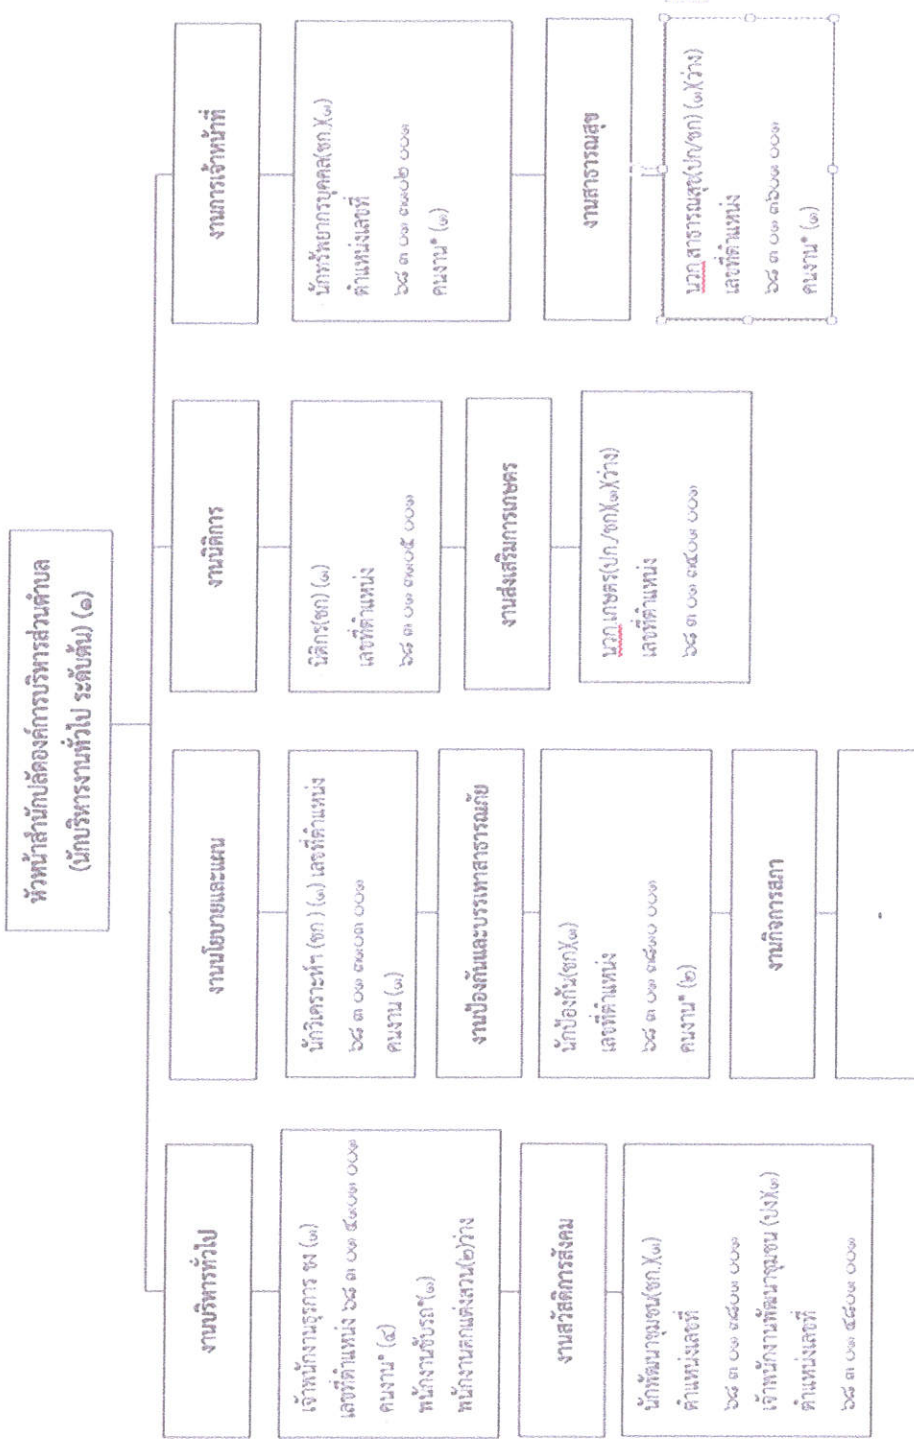 หัวหน้าสำนักปลัดองค์การบริหารส่วนตำบล
(นักบริหารงานทั่วไป ระดับต้น) (๑)
งานบริหารทั่วไป
เจ้าพนักงานธุรการ ชง (๑)
เลขที่ตำแหน่ง ๖๘ ๓ ๐๑ ๔๑๐๑ ๐๐๑
คนงาน* (๔)
พนักงานขับรถ*(๑)
พนักงานตกแต่งสวน(๒)ว่าง
งานสวัสดิการสังคม
นักพัฒนาชุมชน(ชก.)(๑)
ตำแหน่งเลขที่
๖๘ ๓ ๐๑ ๓๘๐๑ ๐๐๑
เจ้าพนักงานพัฒนาชุมชน (ปง)(๑)
ตำแหน่งเลขที่
๖๘ ๓ ๐๑ ๔๘๐๑ ๐๐๑
งานนโยบายและแผน
นักวิเคราะห์ฯ (ชก ) (๑) เลขที่ตำแหน่ง
๖๘ ๓ ๐๑ ๓๑๐๓ ๐๐๑
คนงาน (๑)
งานป้องกันและบรรเทาสาธารณภัย
นักป้องกัน(ชก)(๑)
เลขที่ตำแหน่ง
๖๘ ๓ ๐๑ ๓๘๑๐ ๐๐๑
คนงาน* (๒)
งานกิจการสภา
-
งานนิติการ
นิติกร(ชก) (๑)
เลขที่ตำแหน่ง
๖๘ ๓ ๐๑ ๓๑๐๕ ๐๐๑
งานส่งเสริมการเกษตร
นวก.เกษตร(ปก/ชก)(๑)(ว่าง)
เลขที่ตำแหน่ง
๖๘ ๓ ๐๑ ๓๔๐๑ ๐๐๑
งานการเจ้าหน้าที่
นักทรัพยากรบุคคล(ชก.)(๑)
ตำแหน่งเลขที่
๖๘ ๓ ๐๑ ๓๑๐๒ ๐๐๑
คนงาน* (๑)
งานสาธารณสุข
นวก.สาธารณสุข(ปก/ชก) (๑)(ว่าง)
เลขที่ตำแหน่ง
๖๘ ๓ ๐๑ ๓๖๐๑ ๐๐๑
คนงาน* (๑)